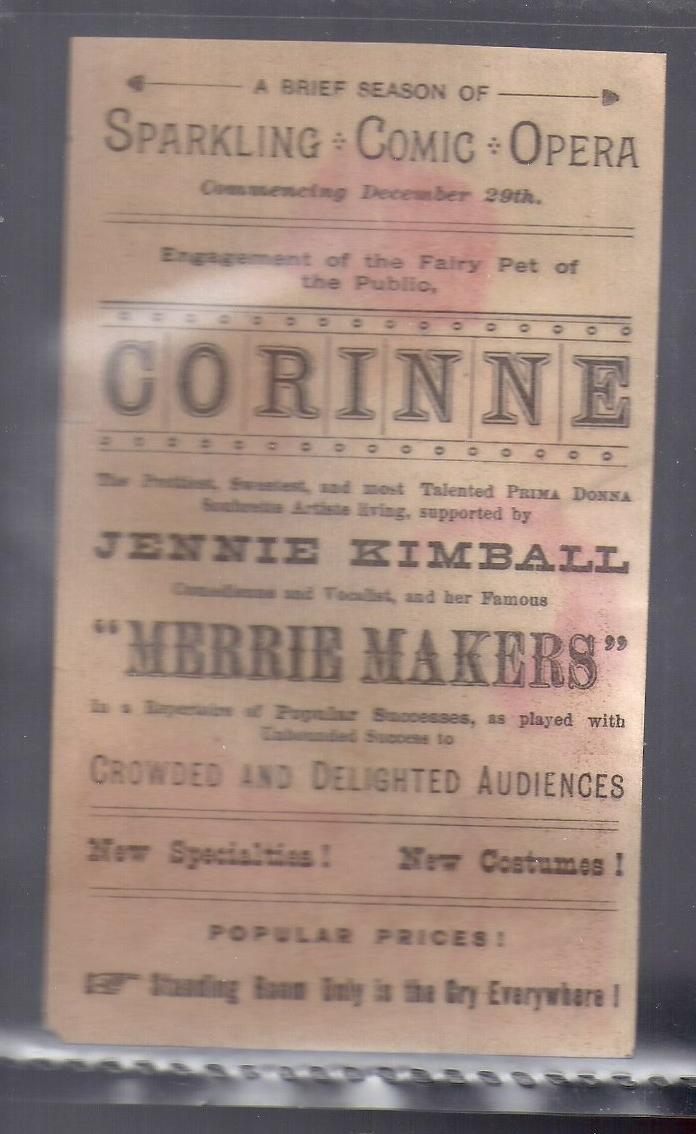 A BRIEF SEASON OF
SPARKLING COMIC OPERA
Commencing December 29th.
Engagement of the Fairy Pet of
the Public,
CORINNE
The Prettiest, Sweetest, and most Talented PRIMA DONNA
Soubrette Artiste living, supported by
JENNIE KIMBALL
Comedienne and Vocalist, and her Famous
"MERRIE MAKERS"
In a Repertoire of Popular Successes, as played with
Unbounded Success to
CROWDED AND DELIGHTED AUDIENCES
New Specialties! New Costumes!
POPULAR PRICES!
Standing Room Only is the Cry Everywhere!